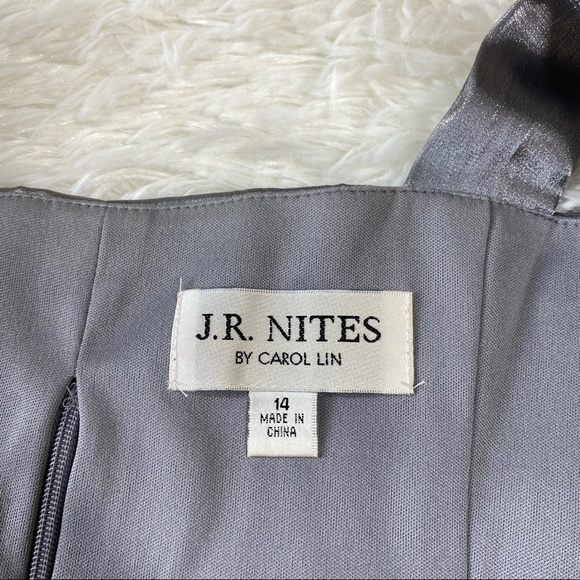 J.R. NITES
BY CAROL LIN
14
MADE IN
CHINA